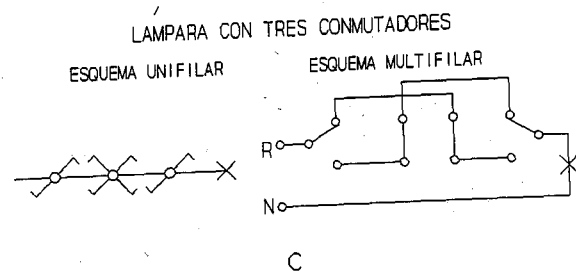 LAMPARA CON TRES CONMUTADORES
ESQUEMA UNIFILAR
ESQUEMA MULTIFILAR
R
N
C